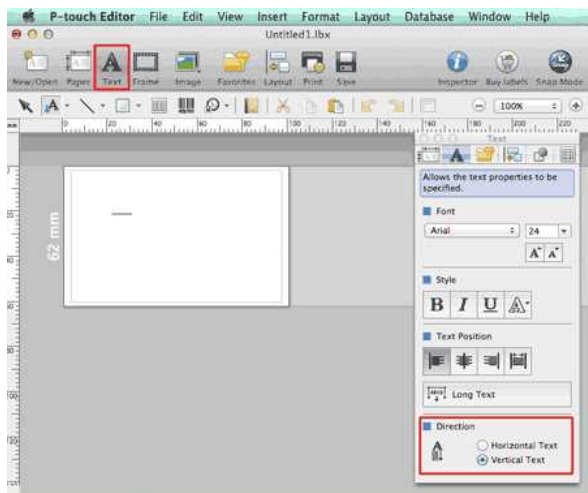 P-touch Editor File Edit View Insert Format Layout Database Window Help
Untitled1.lbx
New/Open Paper Text Frame Image Favorites Layout Print Save Inspector Buy Labels Snap Mode
A 100%
Text
Allows the text properties to be
specified.
Font
Arial 24
A A
Style
B I U A
Text Position
Long Text
Direction
A Horizontal Text
Vertical Text
62 mm